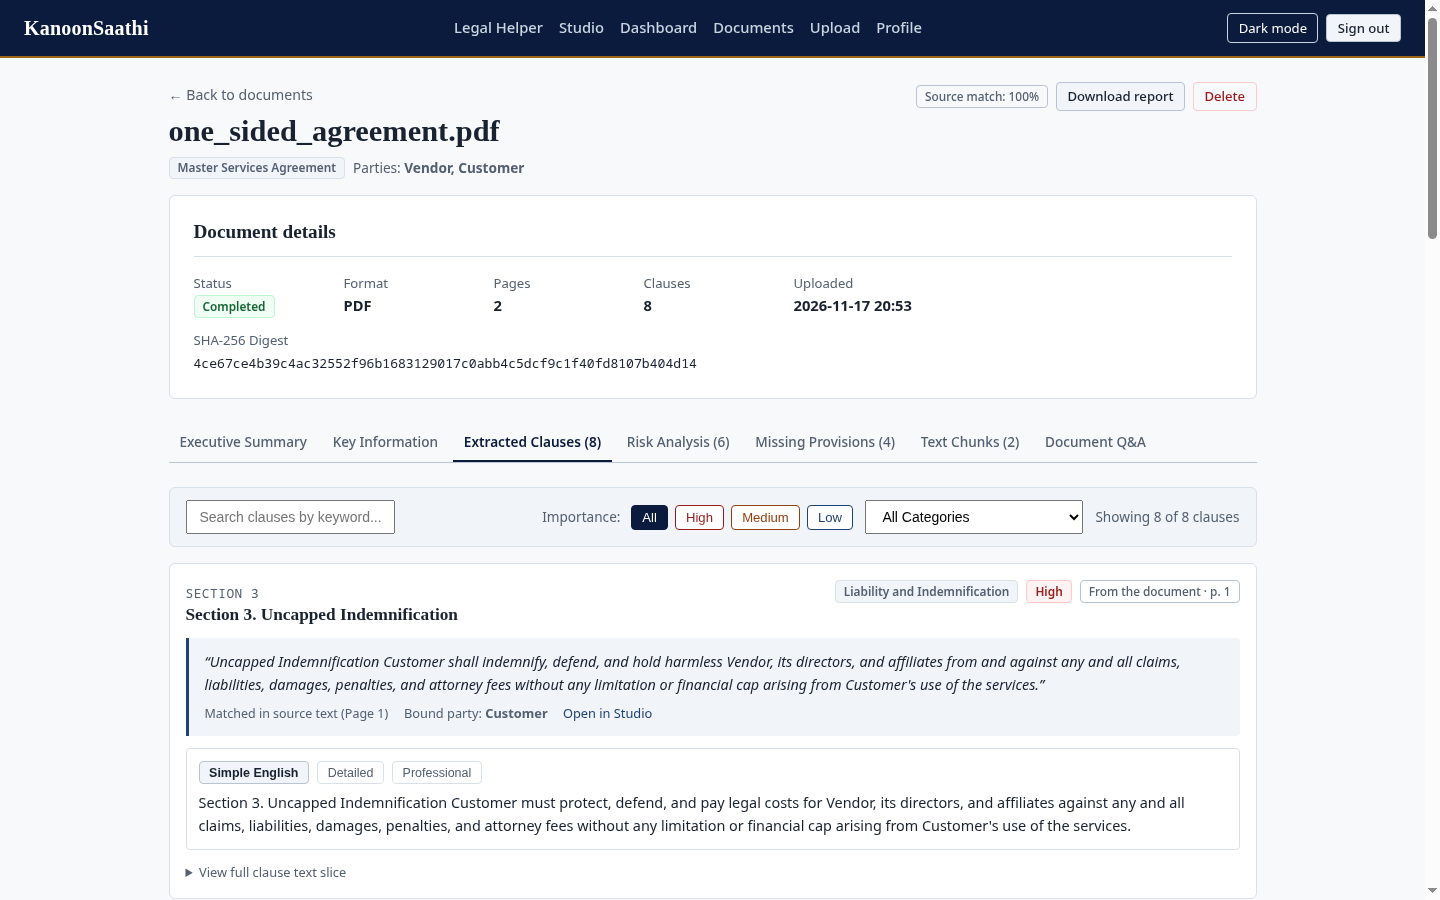 KanoonSaathi
Legal Helper Studio Dashboard Documents Upload Profile
Dark mode
Sign out
← Back to documents
Source match: 100%
Download report
Delete
one_sided_agreement.pdf
Master Services Agreement Parties: Vendor, Customer
Document details
Status Format Pages Clauses Uploaded
Completed PDF 2 8 2026-11-17 20:53
SHA-256 Digest
4ce67ce4b39c4ac32552f96b1683129017c0abb4c5dcf9c1f40fd8107b404d14
Executive Summary Key Information Extracted Clauses (8) Risk Analysis (6) Missing Provisions (4) Text Chunks (2) Document Q&A
Search clauses by keyword... Importance: All High Medium Low All Categories Showing 8 of 8 clauses
SECTION 3
Liability and Indemnification High From the document · p. 1
Section 3. Uncapped Indemnification
“Uncapped Indemnification Customer shall indemnify, defend, and hold harmless Vendor, its directors, and affiliates from and against any and all claims,
liabilities, damages, penalties, and attorney fees without any limitation or financial cap arising from Customer's use of the services.”
Matched in source text (Page 1) Bound party: Customer Open in Studio
Simple English Detailed Professional
Section 3. Uncapped Indemnification Customer must protect, defend, and pay legal costs for Vendor, its directors, and affiliates against any and all
claims, liabilities, damages, penalties, and attorney fees without any limitation or financial cap arising from Customer's use of the services.
▶ View full clause text slice